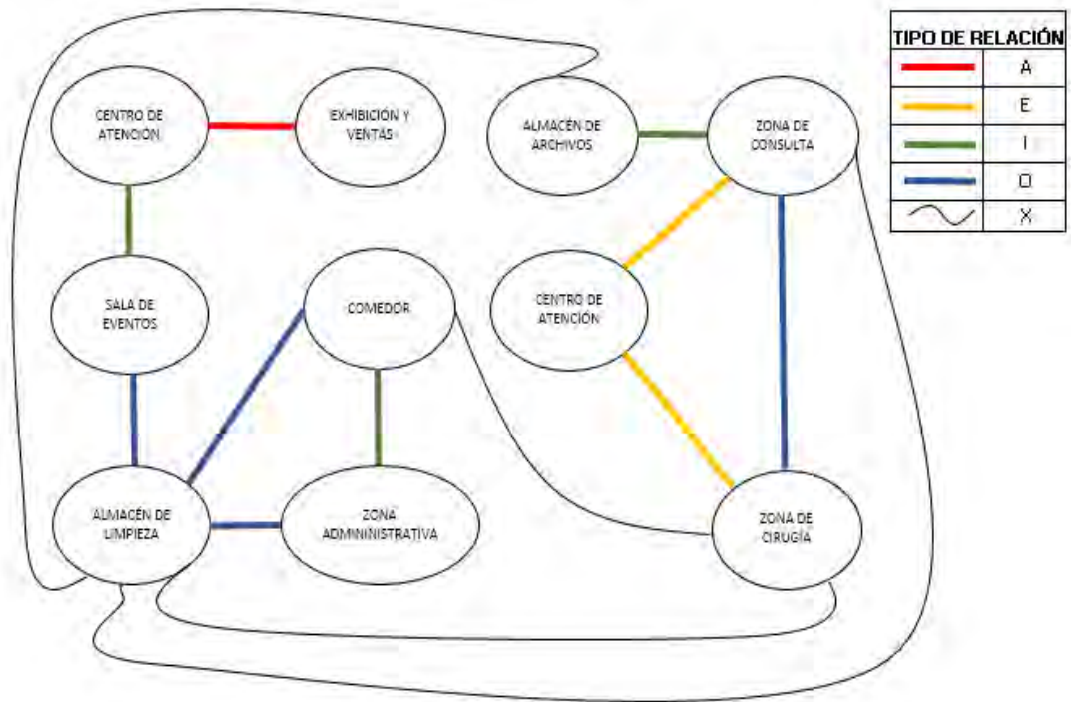 TIPO DE RELACIÓN
A
E
I
O
X
CENTRO DE
ATENCIÓN
EXHIBICIÓN Y
VENTAS
ALMACÉN DE
ARCHIVOS
ZONA DE
CONSULTA
SALA DE
EVENTOS
COMEDOR
CENTRO DE
ATENCIÓN
ALMACÉN DE
LIMPIEZA
ZONA
ADMININISTRATIVA
ZONA DE
CIRUGÍA